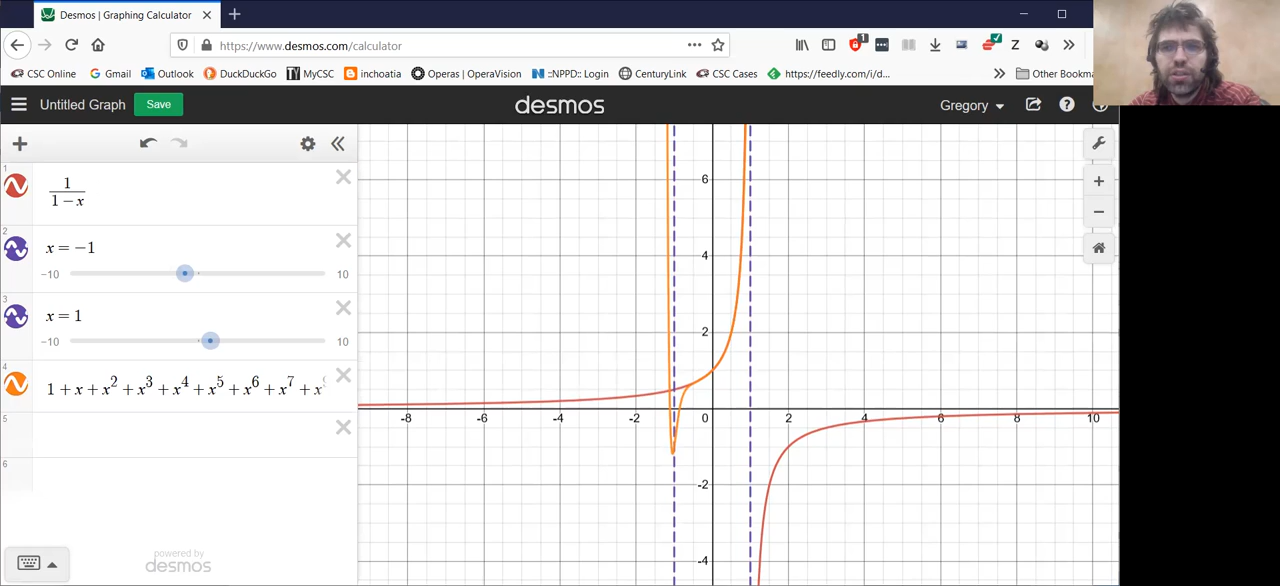 Desmos | Graphing Calculator
https://www.desmos.com/calculator
1
Z
CSC Online
Gmail
Outlook
DuckDuckGo
MyCSC
inchoatia
Operas | OperaVision
::NPPD:: Login
CenturyLink
CSC Cases
https://feedly.com/i/d...
Other Bookma
Untitled Graph
Save
desmos
Gregory
1
1/(1 − x)
2
x = −1
-10
10
3
x = 1
-10
10
4
1 + x + x^2 + x^3 + x^4 + x^5 + x^6 + x^7 + x
5
6
powered by
desmos
6
4
2
-2
-4
-8
-6
-4
-2
0
2
4
6
8
10